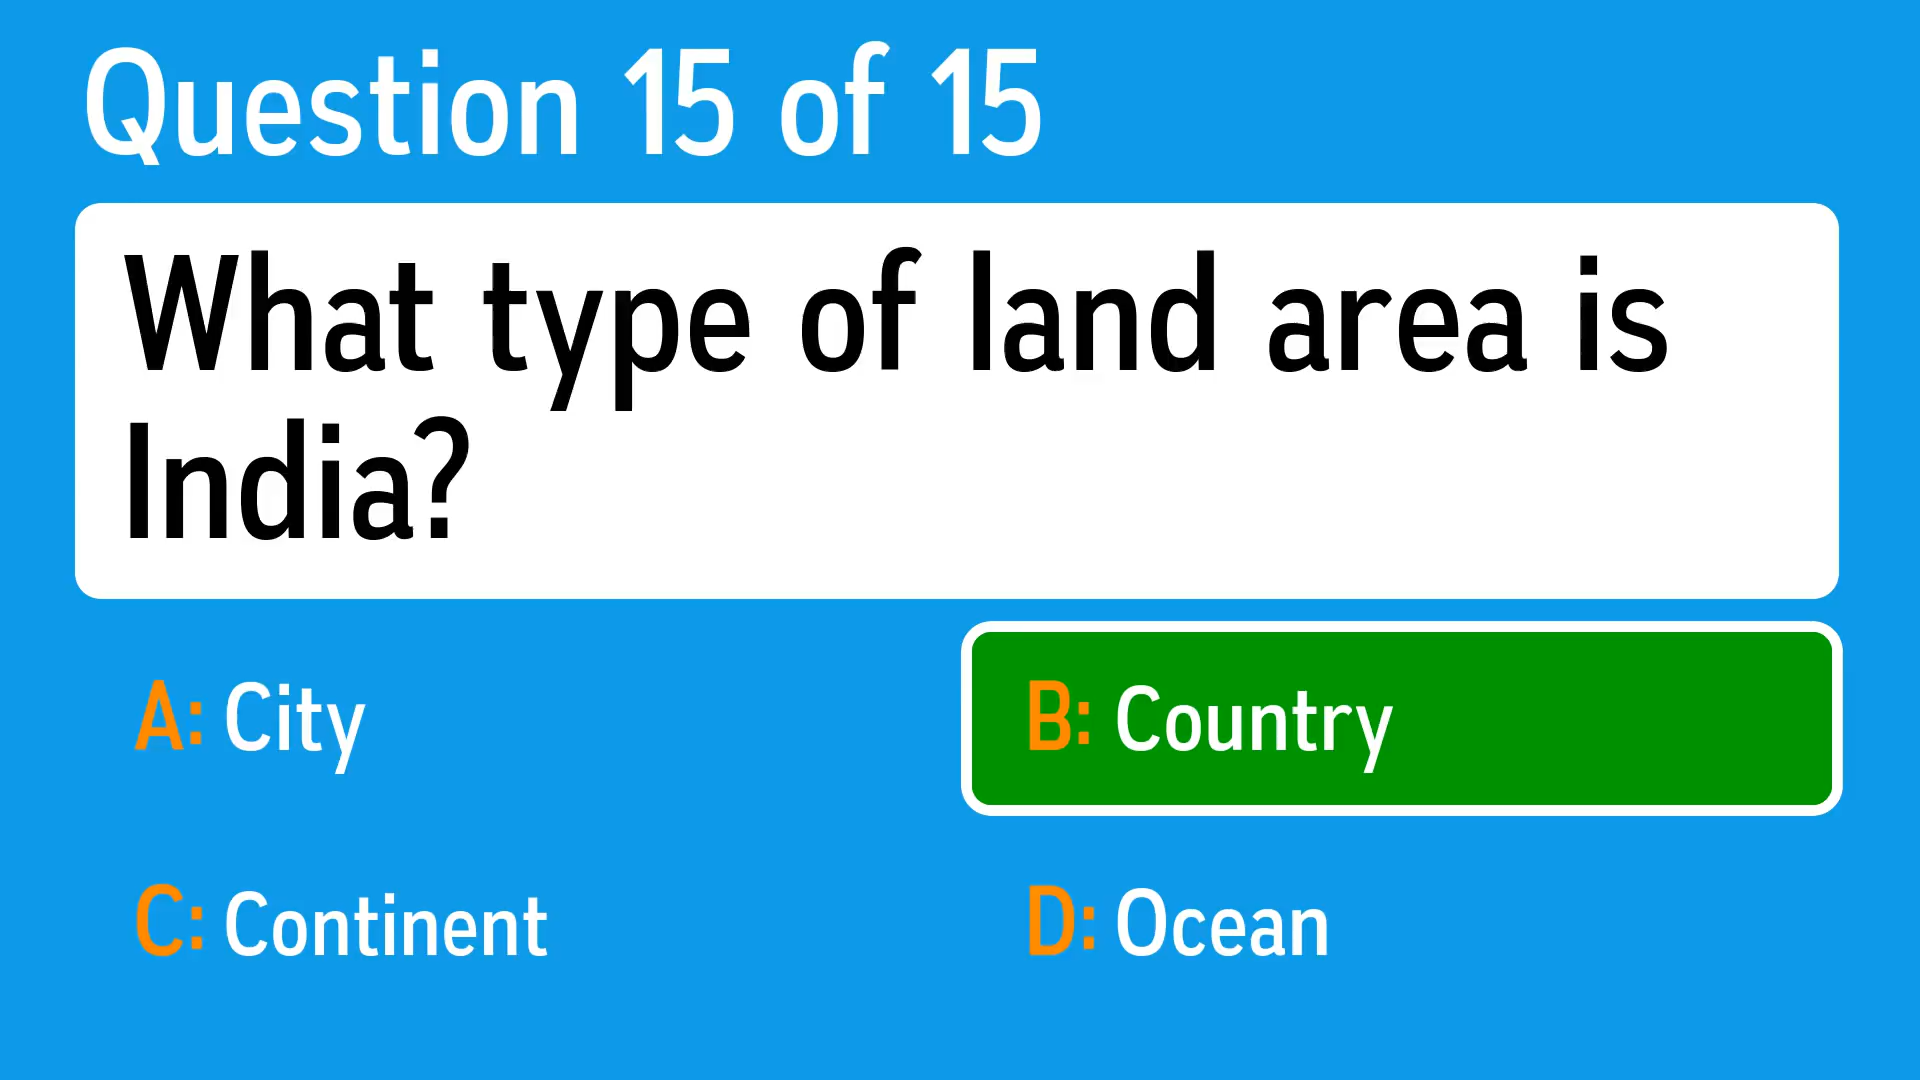 Question 15 of 15
What type of land area is
India?
A: City
B: Country
C: Continent
D: Ocean